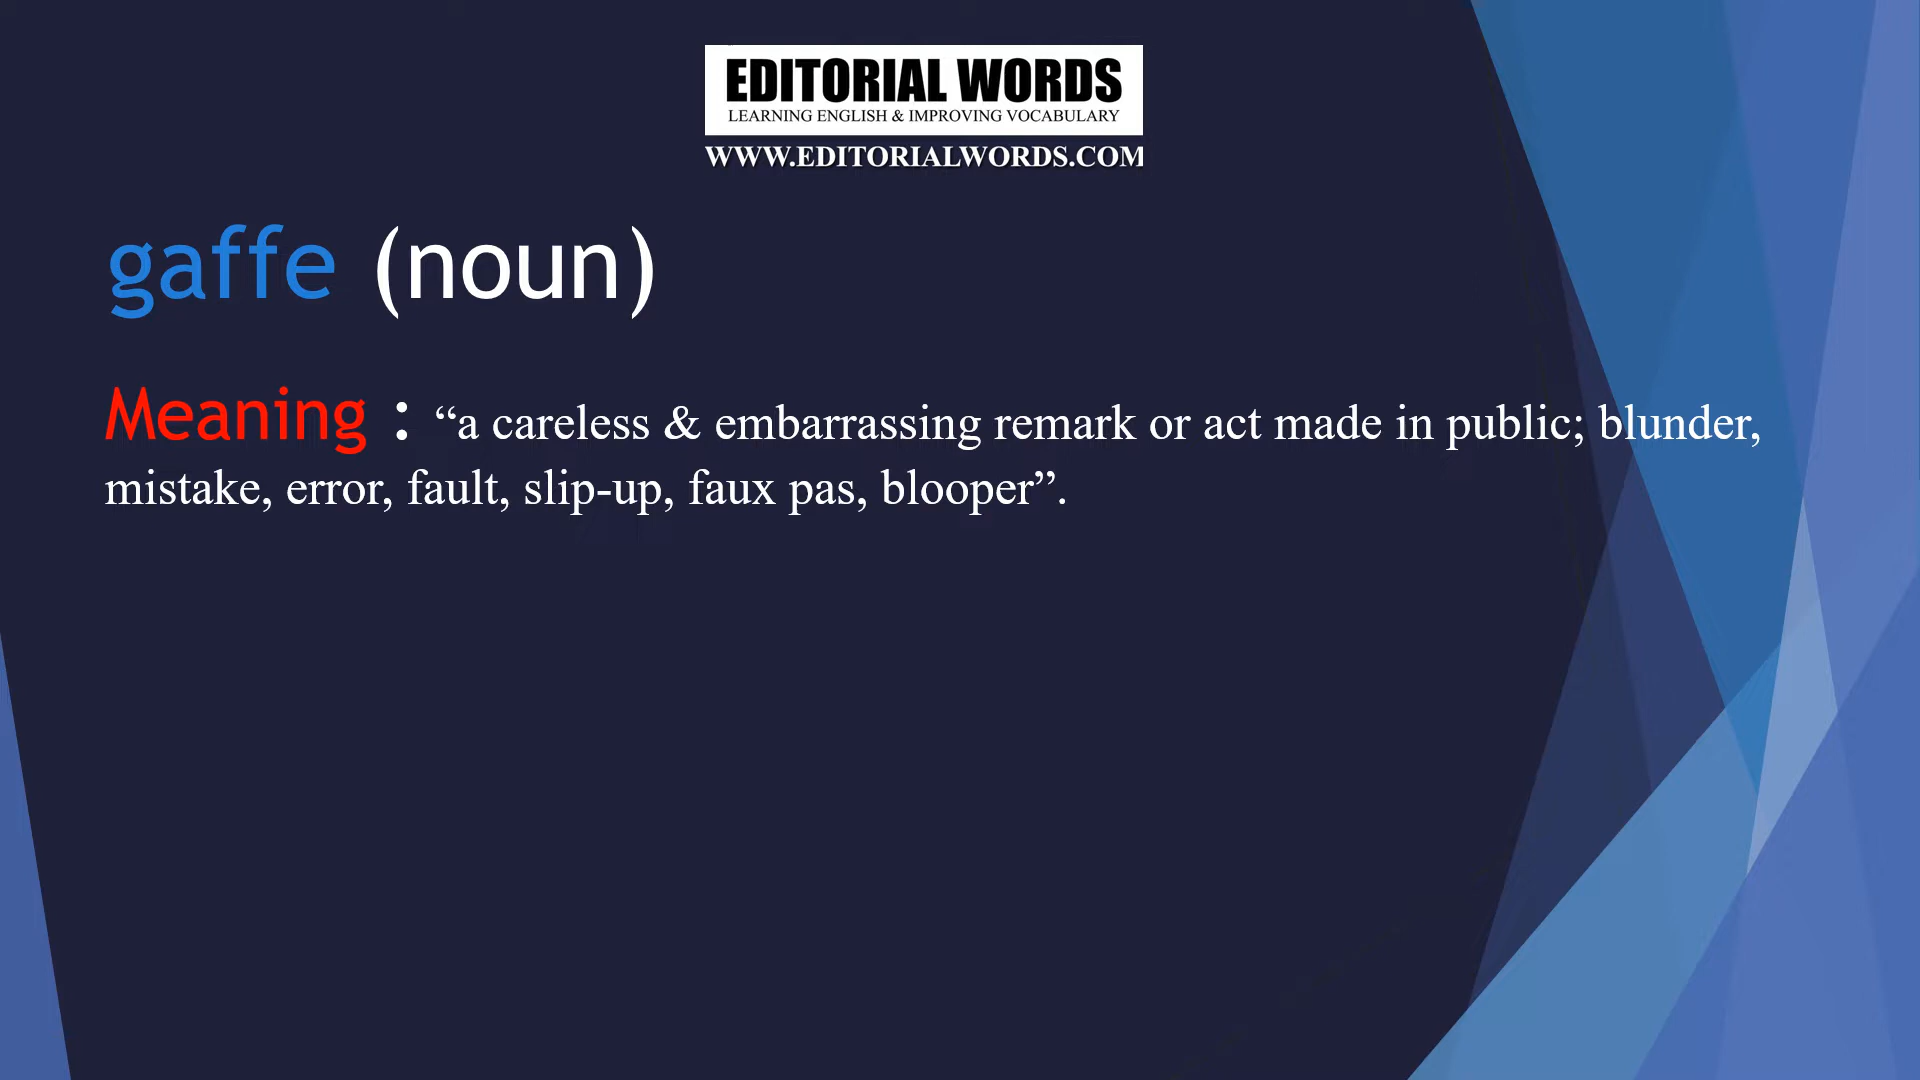 EDITORIAL WORDS
LEARNING ENGLISH & IMPROVING VOCABULARY
WWW.EDITORIALWORDS.COM
gaffe (noun)
Meaning : “a careless & embarrassing remark or act made in public; blunder,
mistake, error, fault, slip-up, faux pas, blooper”.